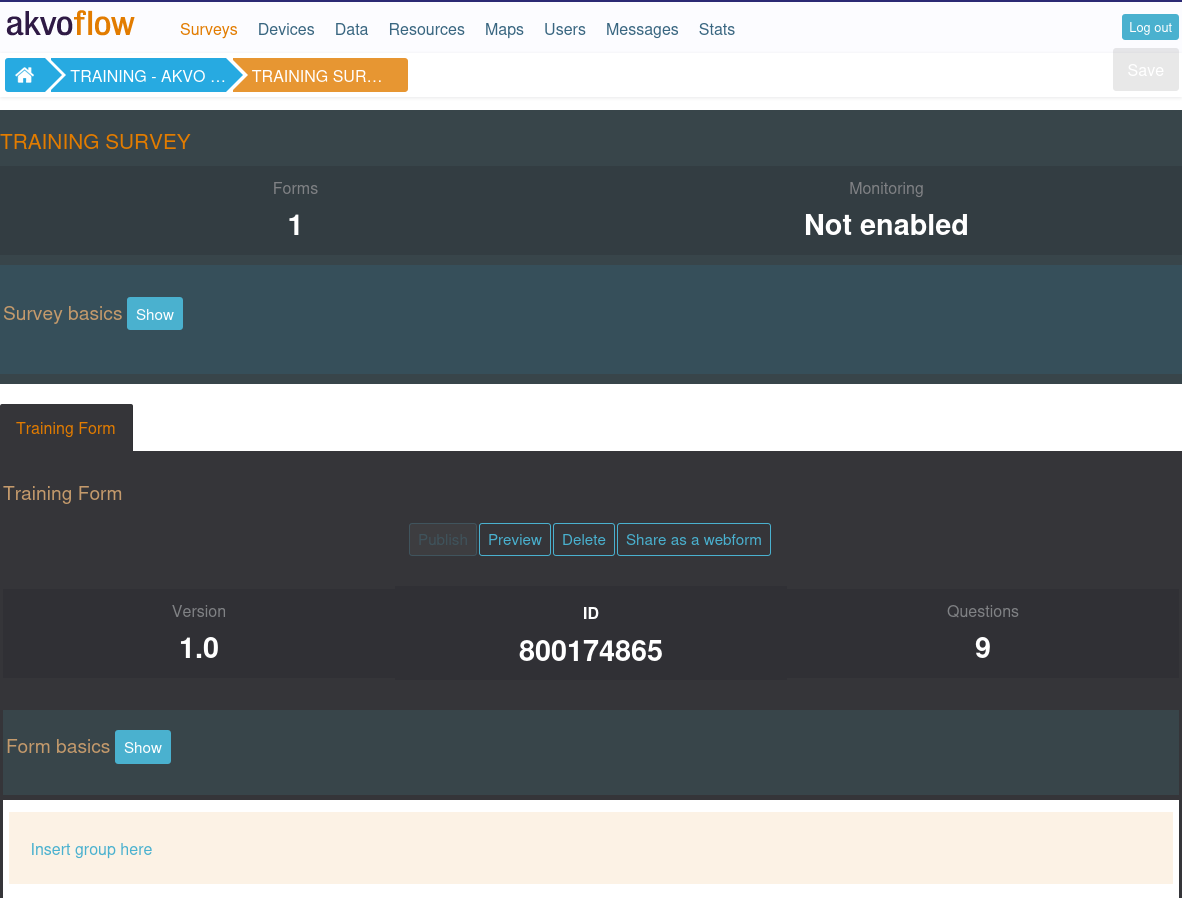 akvoflow
Surveys Devices Data Resources Maps Users Messages Stats
Log out
TRAINING - AKVO ... TRAINING SUR...
Save
TRAINING SURVEY
Forms Monitoring
1 Not enabled
Survey basics Show
Training Form
Training Form
Publish Preview Delete Share as a webform
Version ID Questions
1.0 800174865 9
Form basics Show
Insert group here